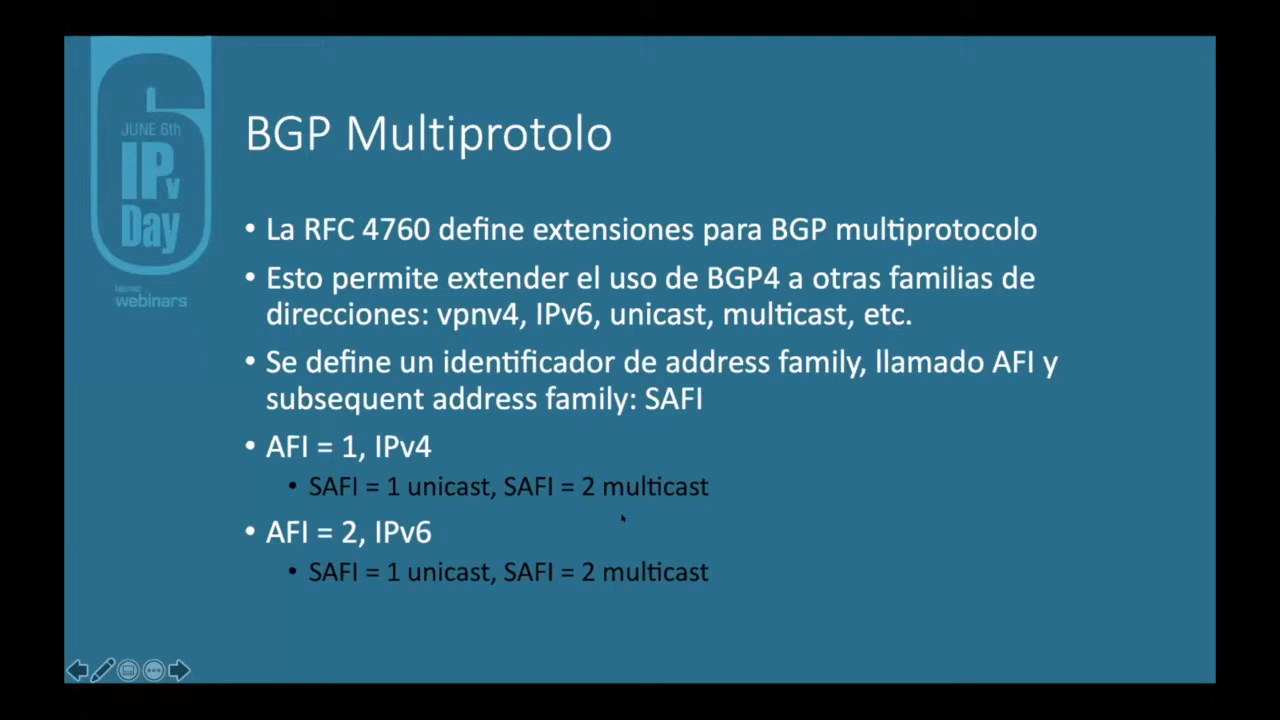 JUNE 6th
IPv
Day
lacnic
webinars
BGP Multiprotolo
• La RFC 4760 define extensiones para BGP multiprotocolo
• Esto permite extender el uso de BGP4 a otras familias de
direcciones: vpnv4, IPv6, unicast, multicast, etc.
• Se define un identificador de address family, llamado AFI y
subsequent address family: SAFI
• AFI = 1, IPv4
• SAFI = 1 unicast, SAFI = 2 multicast
• AFI = 2, IPv6
• SAFI = 1 unicast, SAFI = 2 multicast